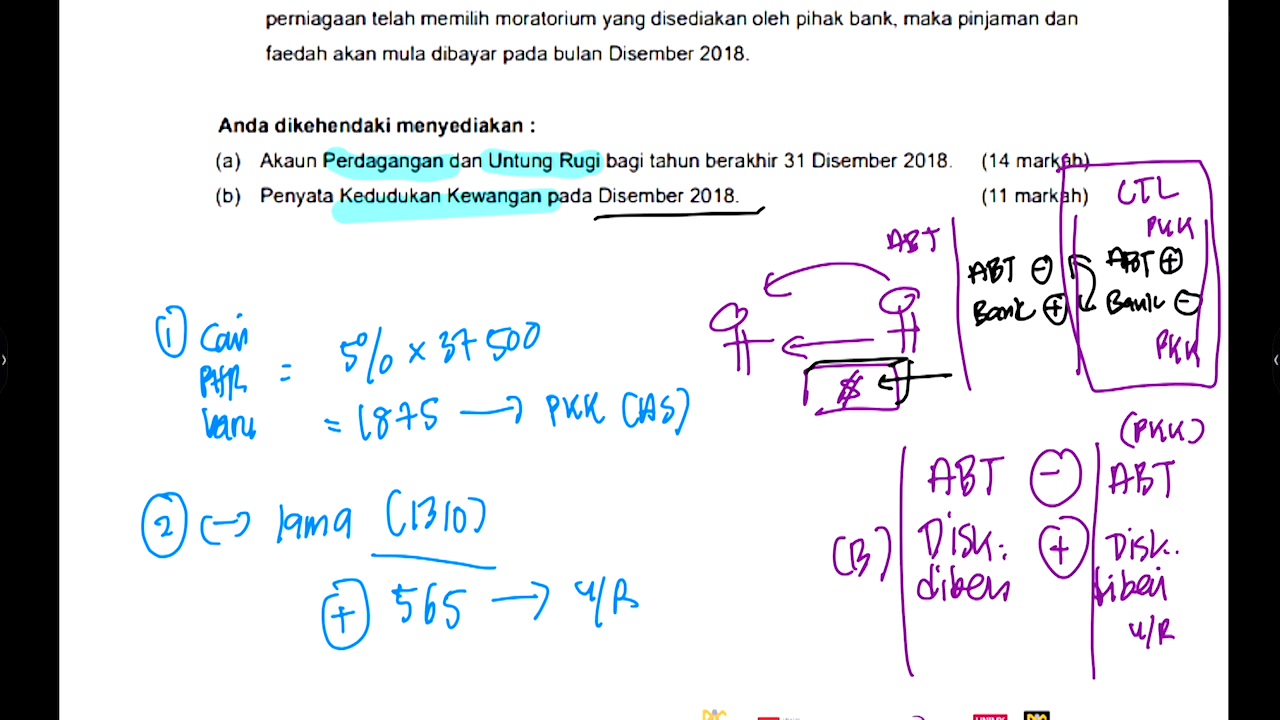 perniagaan telah memilih moratorium yang disediakan oleh pihak bank, maka pinjaman dan
faedah akan mula dibayar pada bulan Disember 2018.
Anda dikehendaki menyediakan :
(a) Akaun Perdagangan dan Untung Rugi bagi tahun berakhir 31 Disember 2018. (14 markah)
(b) Penyata Kedudukan Kewangan pada Disember 2018. (11 markah)
CTL
PKK
ABT
ABT ⊖
ABT ⊕
Bank ⊕
Bank ⊖
PKK
$
① Cari
= 5% × 37 500
= 1875 → PKK (AS)
② (-) lama (1310)
⊕ 565 → U/R
(PKK)
ABT ⊖ ABT
(B) Disk. ⊕ Disk.
diberi diberi
U/R